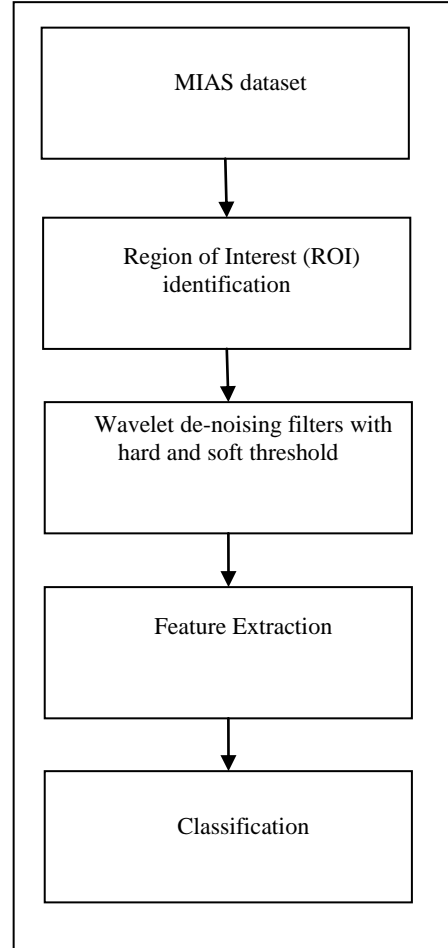 MIAS dataset
Region of Interest (ROI)
identification
Wavelet de-noising filters with
hard and soft threshold
Feature Extraction
Classification